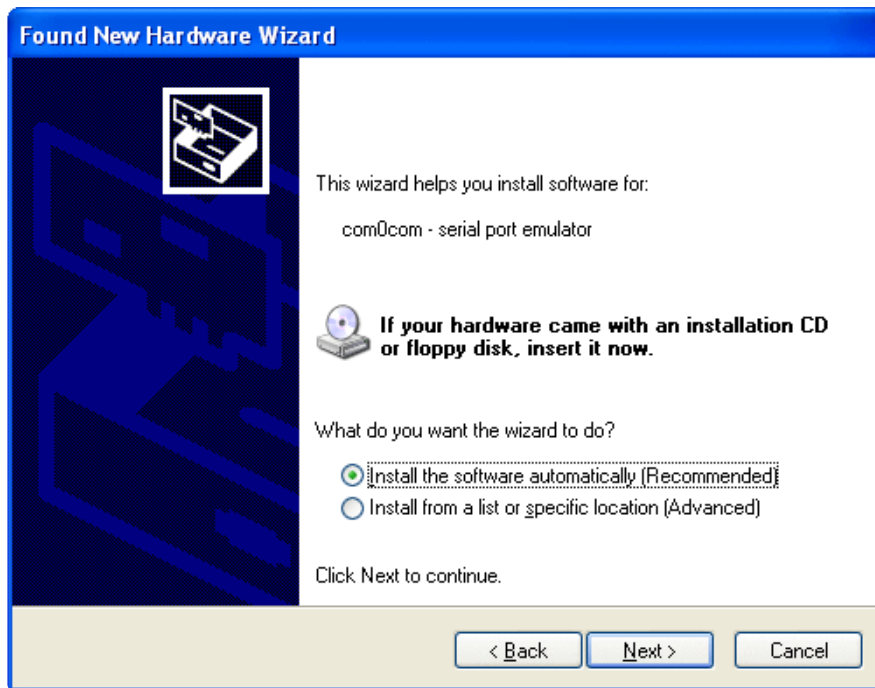 Found New Hardware Wizard
This wizard helps you install software for:
com0com - serial port emulator
If your hardware came with an installation CD
or floppy disk, insert it now.
What do you want the wizard to do?
Install the software automatically (Recommended)
Install from a list or specific location (Advanced)
Click Next to continue.
< Back
Next >
Cancel